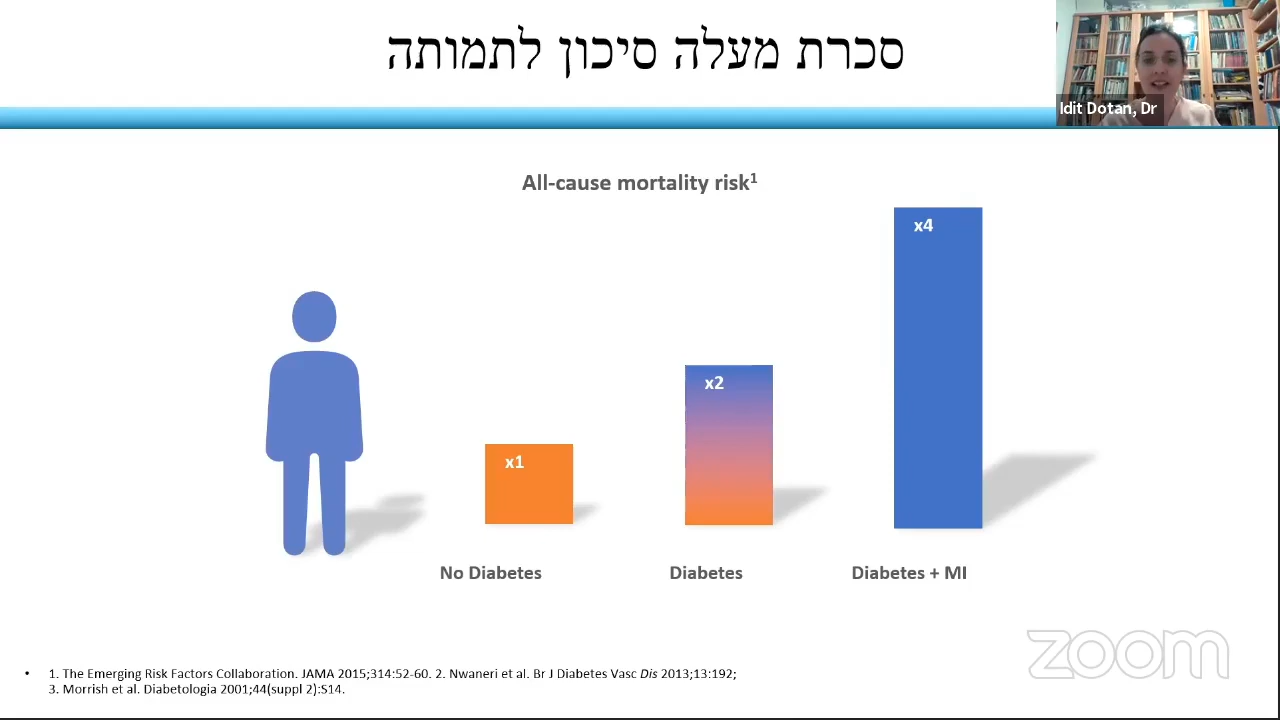 סכרת מעלה סיכון לתמותה
Idit Dotan, Dr
All-cause mortality risk1
x4
x2
x1
No Diabetes
Diabetes
Diabetes + MI
zoom
• 1. The Emerging Risk Factors Collaboration. JAMA 2015;314:52-60. 2. Nwaneri et al. Br J Diabetes Vasc Dis 2013;13:192;
3. Morrish et al. Diabetologia 2001;44(suppl 2):S14.